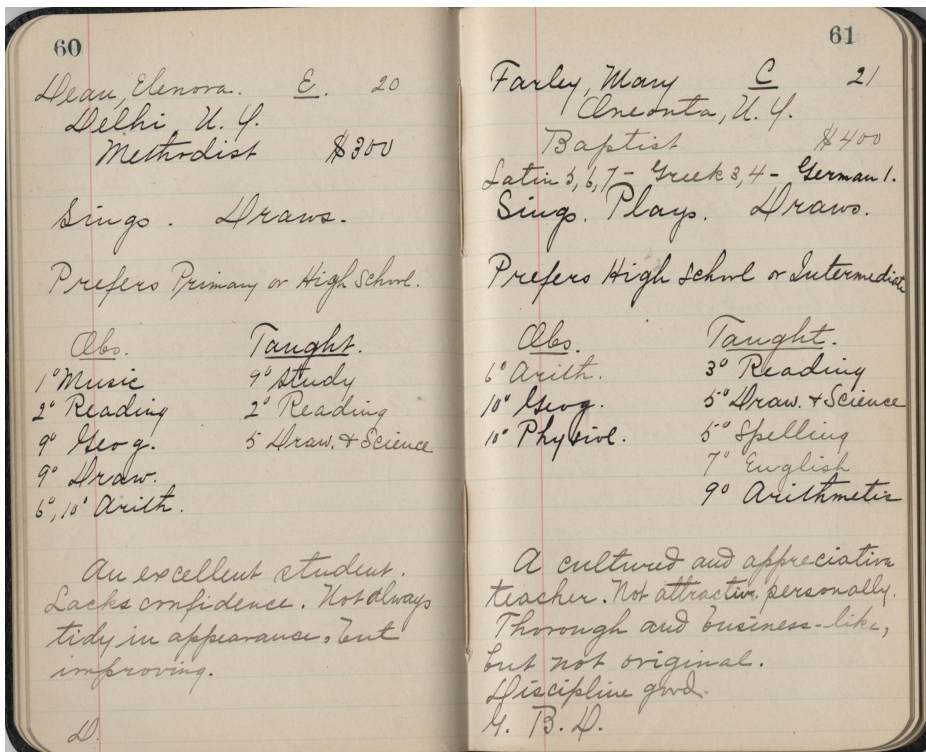 60
Dean, Elenora. E. 20
Delhi N. Y.
Methodist $300
Sings. Draws.
Prefers Primary or High School.
Obs. Taught.
1° Music 9° Study
2° Reading 2° Reading
9° Geog. 5 Draw. & Science
9° Draw.
6°, 10° Arith.
An excellent student.
Lacks confidence. Not always
tidy in appearance, but
improving.
D.
61
Farley, Mary C 21
Oneonta, N. Y.
Baptist $400
Latin 5, 6, 7 - Greek 3, 4 - German 1.
Sings. Plays. Draws.
Prefers High School or Intermediate
Obs. Taught.
6° Arith. 3° Reading
10° Geog. 5° Draw. & Science
10° Physiol. 5° Spelling
7° English
9° Arithmetic
A cultured and appreciative
teacher. Not attractive personally.
Thorough and business-like,
but not original.
Discipline good.
B. D.